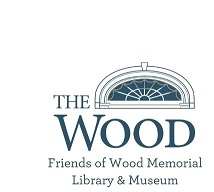 THE
WOOD
Friends of Wood Memorial
Library & Museum